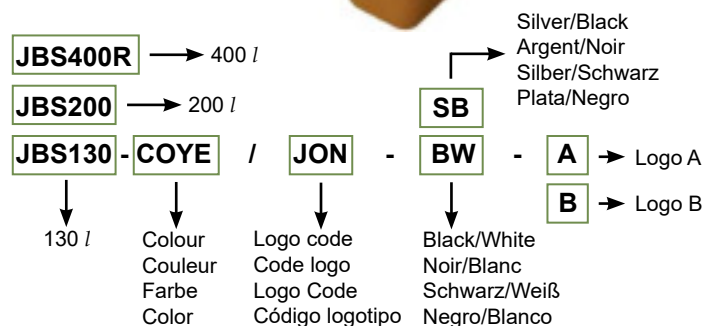 Silver/Black
Argent/Noir
Silber/Schwarz
Plata/Negro
JBS400R 400 l
JBS200 200 l
SB
JBS130 - COYE / JON - BW - A Logo A
B Logo B
130 l
Colour
Couleur
Farbe
Color
Logo code
Code logo
Logo Code
Código logotipo
Black/White
Noir/Blanc
Schwarz/Weiß
Negro/Blanco